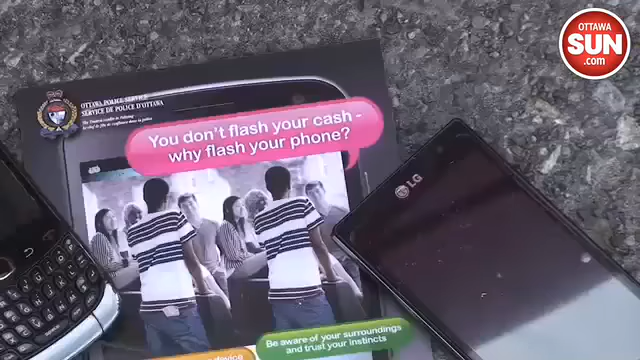 OTTAWA
SUN
.com
OTTAWA POLICE SERVICE
SERVICE DE POLICE D'OTTAWA
You don't flash your cash -
why flash your phone?
LG
Be aware of your surroundings
and trust your instincts
device